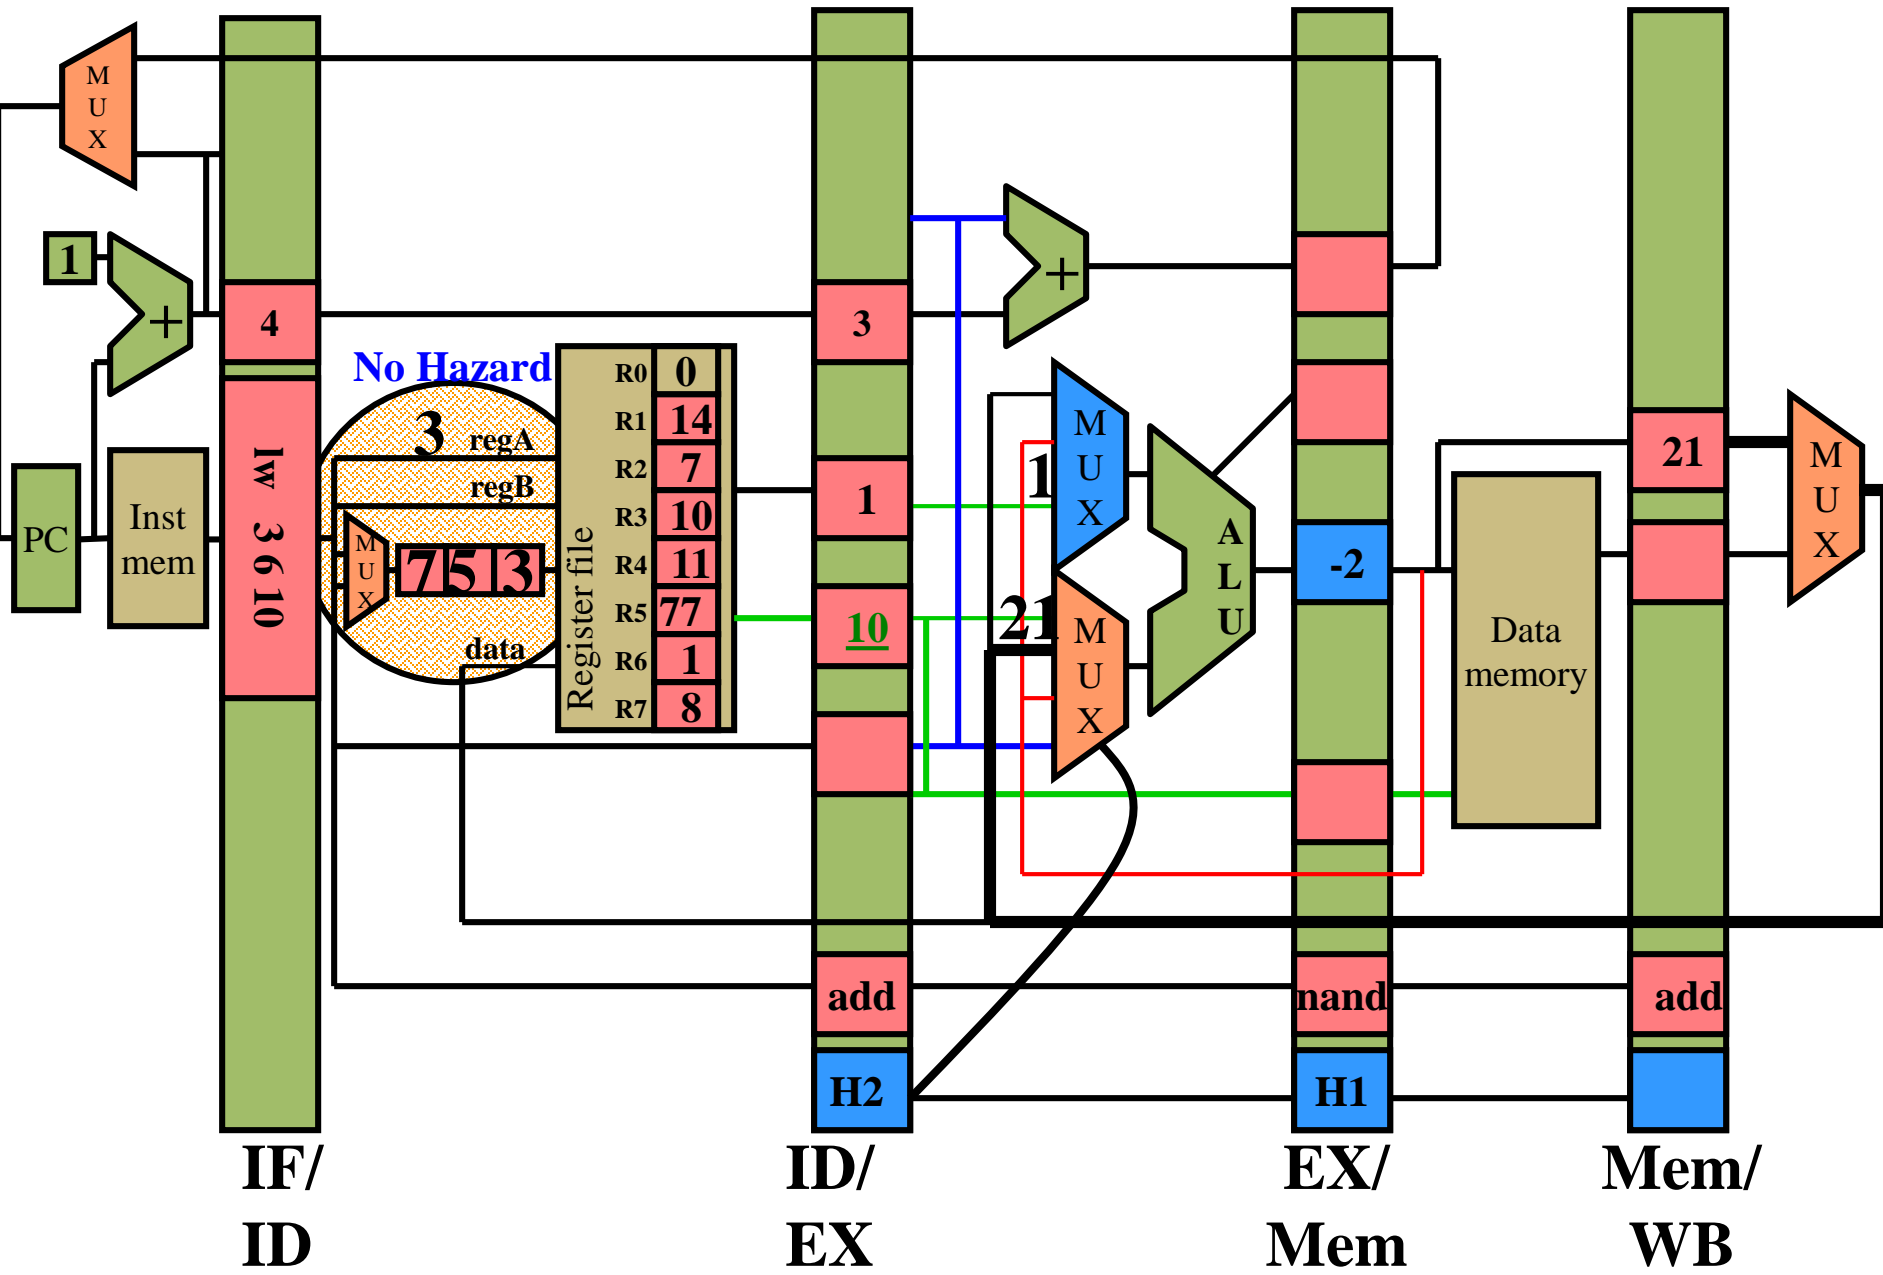 M
U
X
1
+
4
3
+
No Hazard
3
regA
regB
data
lw 3 6 10
PC
Inst
mem
M
U
X
7 5 3
Register file
R0 0
R1 14
R2 7
R3 10
R4 11
R5 77
R6 1
R7 8
1
10
1
21
M
U
X
M
U
X
A
L
U
-2
Data
memory
21
M
U
X
add
nand
add
H2
H1
IF/
ID
ID/
EX
EX/
Mem
Mem/
WB